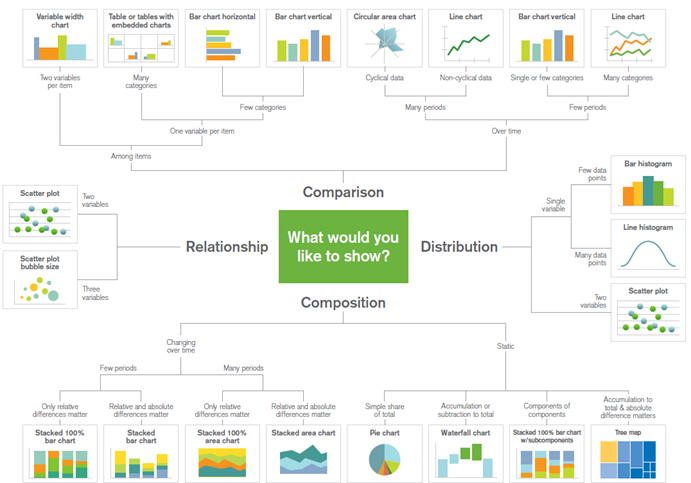 Variable width
chart
Table or tables with
embedded charts
Bar chart horizontal
Bar chart vertical
Circular area chart
Line chart
Bar chart vertical
Line chart
Two variables
per item
Many
categories
Few categories
Cyclical data
Non-cyclical data
Single or few categories
Many categories
One variable per item
Many periods
Few periods
Among items
Over time
Comparison
Scatter plot
Two
variables
Relationship
Scatter plot
bubble size
Three
variables
What would you
like to show?
Distribution
Single
variable
Few data
points
Bar histogram
Many data
points
Line histogram
Two
variables
Scatter plot
Composition
Changing
over time
Static
Few periods
Many periods
Only relative
differences matter
Relative and absolute
differences matter
Only relative
differences matter
Relative and absolute
differences matter
Simple share
of total
Accumulation or
subtraction to total
Components of
components
Accumulation to
total & absolute
difference matters
Stacked 100%
bar chart
Stacked
bar chart
Stacked 100%
area chart
Stacked area chart
Pie chart
Waterfall chart
Stacked 100% bar chart
w/subcomponents
Tree map